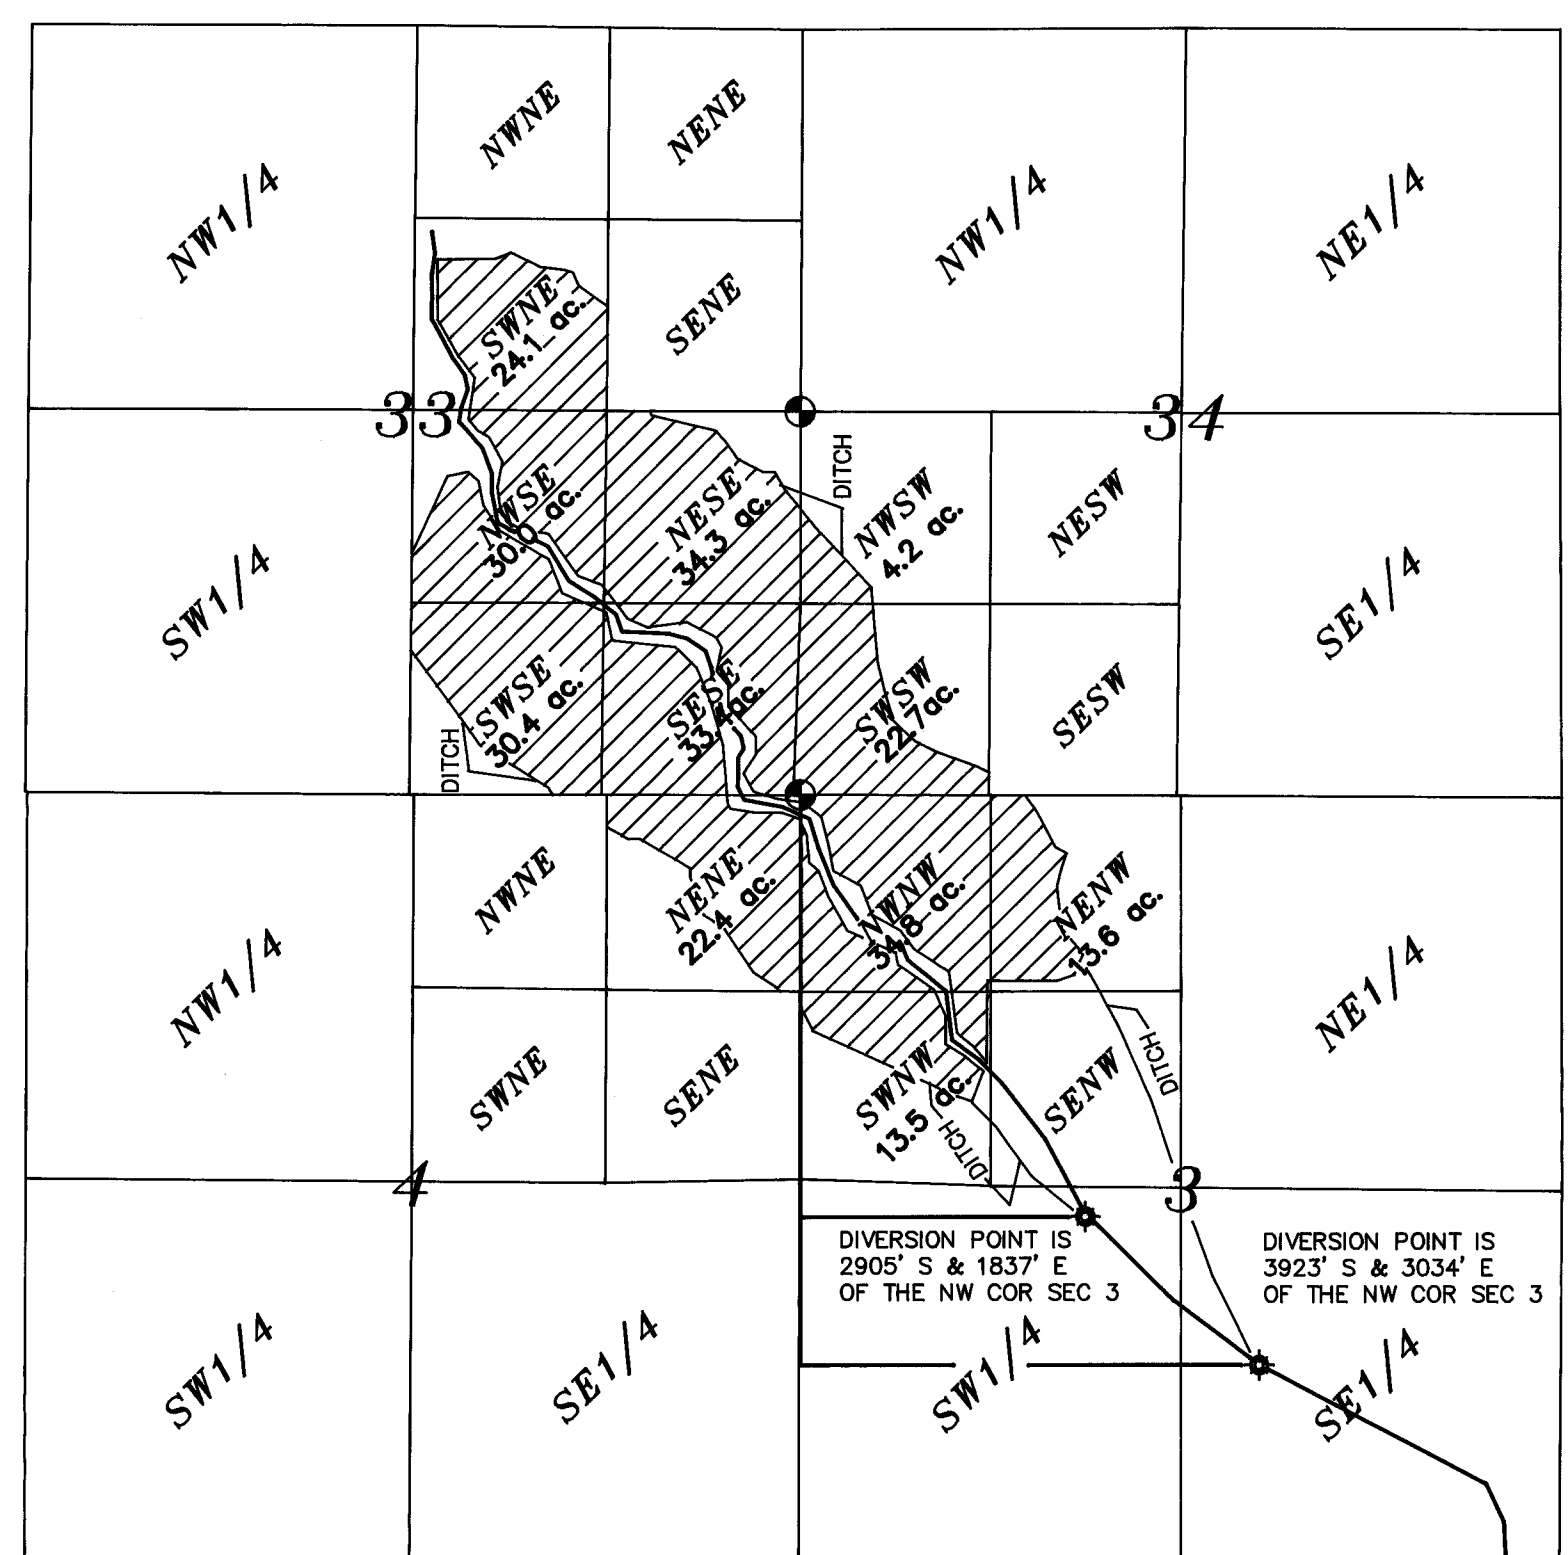 NWNE
NENE
NW1/4
NW1/4
NE1/4
SWNE
24.1 ac.
SENE
33
34
DITCH
NWSE
30.0 ac.
NESE
34.3 ac.
NWSW
4.2 ac.
NESW
SW1/4
SE1/4
SWSE
30.4 ac.
SESE
33.4ac.
SWSW
22.7ac.
SESW
DITCH
NWNE
NENE
22.4 ac.
NWNW
34.8 ac.
NENW
13.6 ac.
NW1/4
NE1/4
SWNE
SENE
SWNW
13.5 ac.
SENW
DITCH
DITCH
4
3
DIVERSION POINT IS
2905' S & 1837' E
OF THE NW COR SEC 3
DIVERSION POINT IS
3923' S & 3034' E
OF THE NW COR SEC 3
SW1/4
SE1/4
SW1/4
SE1/4